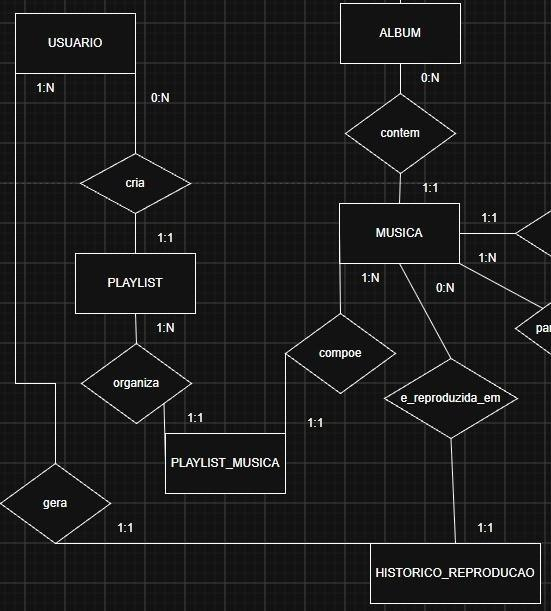 USUARIO
ALBUM
1:N
0:N
0:N
contem
cria
1:1
1:1
1:1
MUSICA
PLAYLIST
1:N
1:N
0:N
1:N
compoe
par
organiza
e_reproduzida_em
1:1
1:1
PLAYLIST_MUSICA
gera
1:1
1:1
HISTORICO_REPRODUCAO